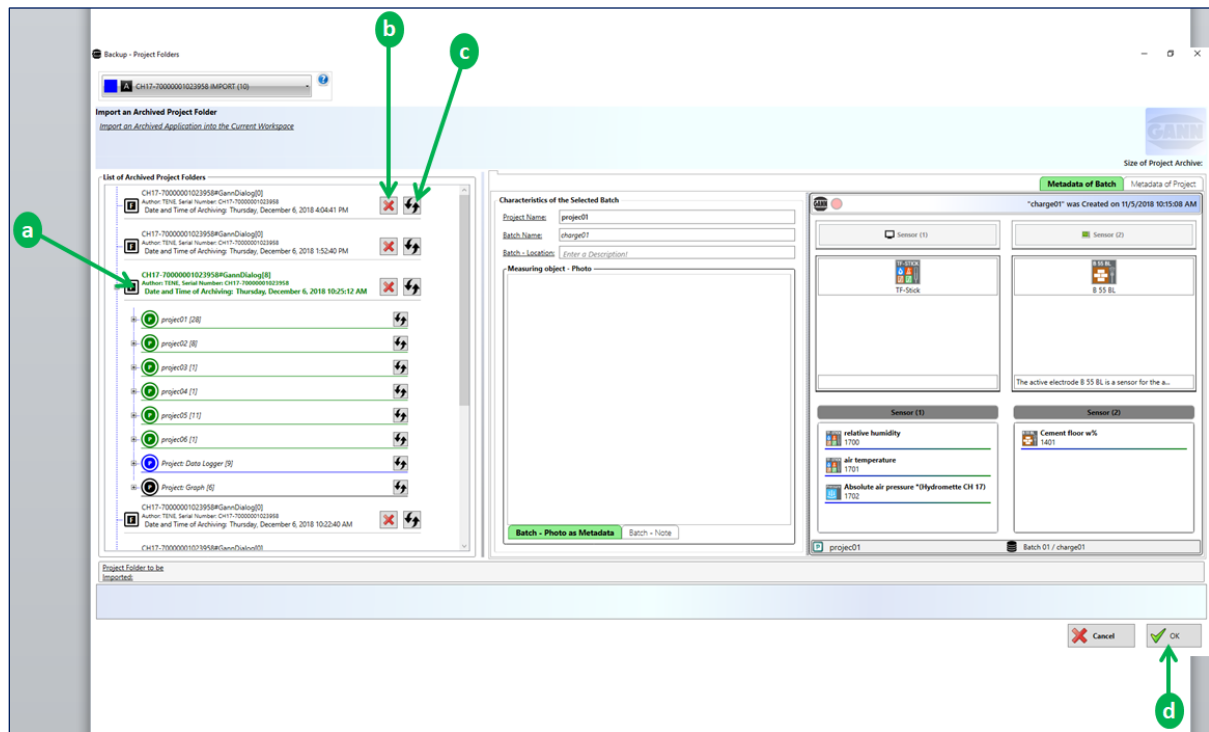 b
c
Backup - Project Folders
A CH17-70000001023958 IMPORT (10)
Import an Archived Project Folder
Import an Archived Application into the Current Workspace
GANN
Size of Project Archive:
List of Archived Project Folders
CH17-70000001023958#GannDialog[0]
Author: TENE, Serial Number: CH17-70000001023958
F
Date and Time of Archiving: Thursday, December 6, 2018 4:04:41 PM
CH17-70000001023958#GannDialog[0]
Author: TENE, Serial Number: CH17-70000001023958
F
Date and Time of Archiving: Thursday, December 6, 2018 1:52:40 PM
a
CH17-70000001023958#GannDialog[8]
Author: TENE, Serial Number: CH17-70000001023958
Date and Time of Archiving: Thursday, December 6, 2018 10:25:12 AM
P projec01 [28]
P projec02 [8]
P projec03 [1]
P projec04 [1]
P projec05 [11]
P projec06 [1]
P Project: Data Logger [9]
P Project: Graph [6]
CH17-70000001023958#GannDialog[0]
Author: TENE, Serial Number: CH17-70000001023958
F
Date and Time of Archiving: Thursday, December 6, 2018 10:22:40 AM
CH17-70000001023958#GannDialog[0]
Metadata of Batch
Metadata of Project
Characteristics of the Selected Batch
Project Name: projec01
Batch Name: charge01
Batch - Location: Enter a Description!
Measuring object - Photo
Batch - Photo as Metadata
Batch - Note
GANN
"charge01" was Created on 11/5/2018 10:15:08 AM
Sensor (1)
Sensor (2)
TF-STICK
TF-Stick
B 55 BL
B 55 BL
The active electrode B 55 BL is a sensor for the a...
Sensor (1)
Sensor (2)
relative humidity
1700
air temperature
1701
Absolute air pressure *(Hydromette CH 17)
1702
Cement floor w%
1401
P projec01
Batch 01 / charge01
Project Folder to be
Imported:
Cancel
OK
d